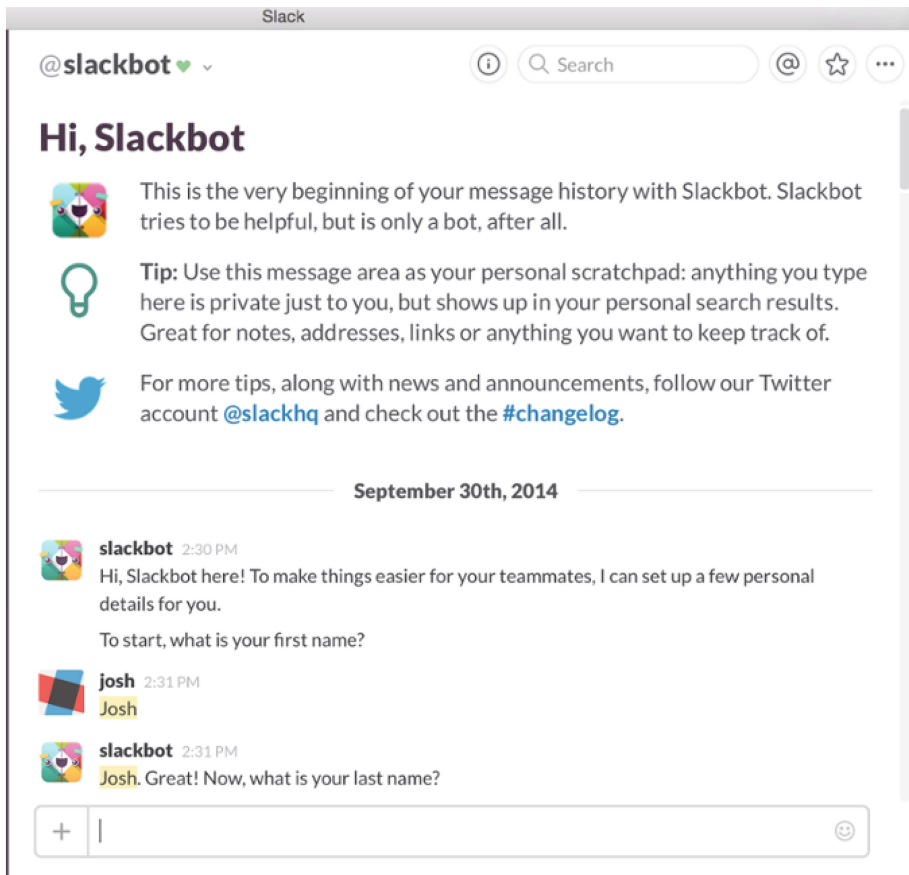 Slack
@slackbot
Search
@
Hi, Slackbot
This is the very beginning of your message history with Slackbot. Slackbot
tries to be helpful, but is only a bot, after all.
Tip: Use this message area as your personal scratchpad: anything you type
here is private just to you, but shows up in your personal search results.
Great for notes, addresses, links or anything you want to keep track of.
For more tips, along with news and announcements, follow our Twitter
account @slackhq and check out the #changelog.
September 30th, 2014
slackbot 2:30 PM
Hi, Slackbot here! To make things easier for your teammates, I can set up a few personal
details for you.
To start, what is your first name?
josh 2:31 PM
Josh
slackbot 2:31 PM
Josh. Great! Now, what is your last name?